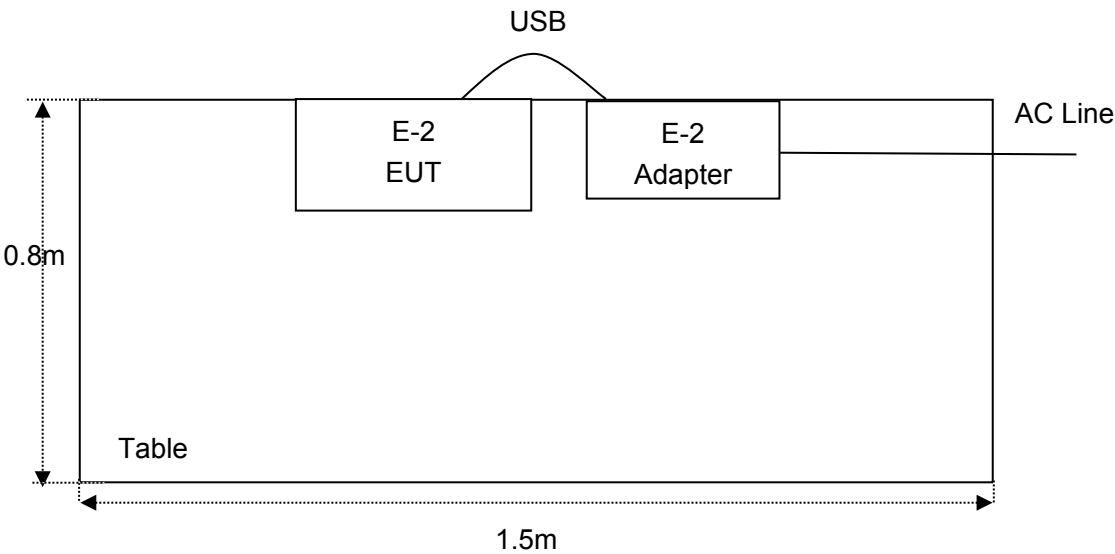 USB
AC Line
E-2
EUT
E-2
Adapter
0.8m
Table
1.5m